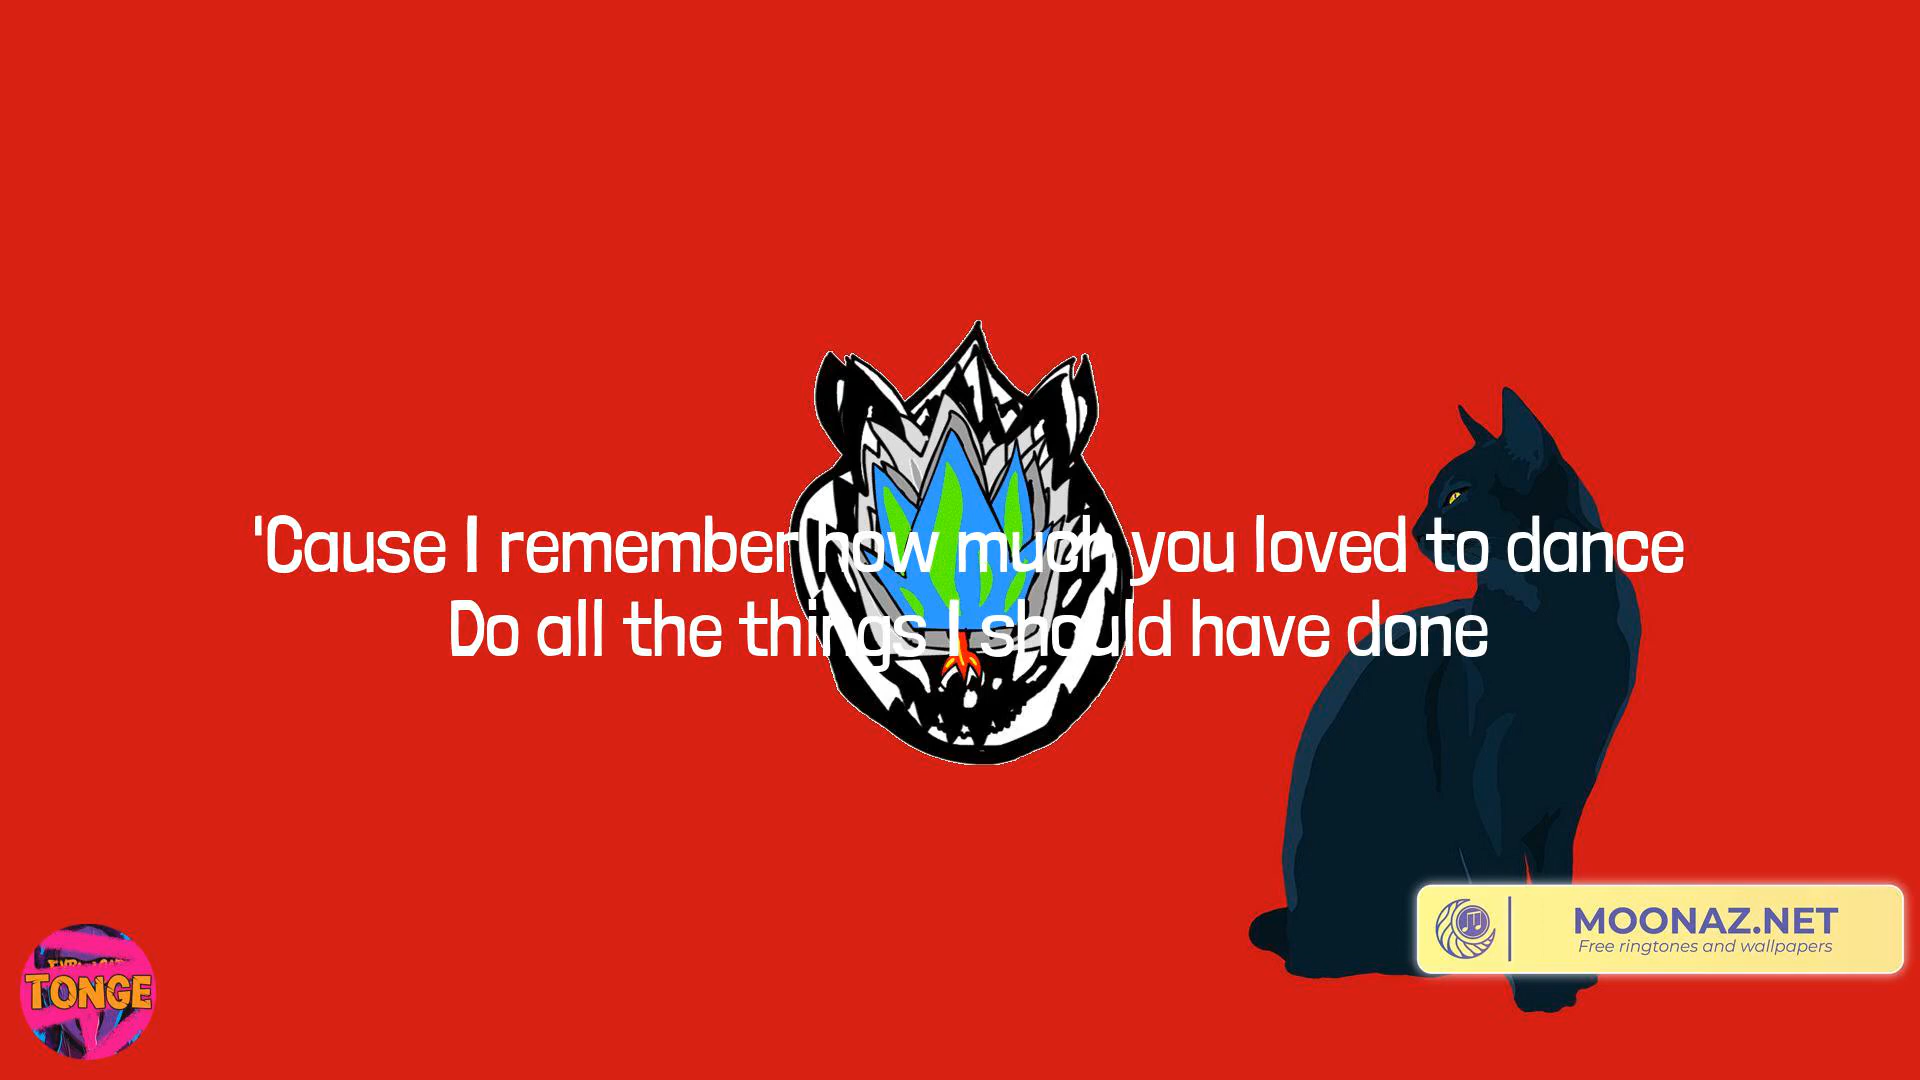 'Cause I remember how much you loved to dance
Do all the things I should have done
TONGE
MOONAZ.NET
Free ringtones and wallpapers